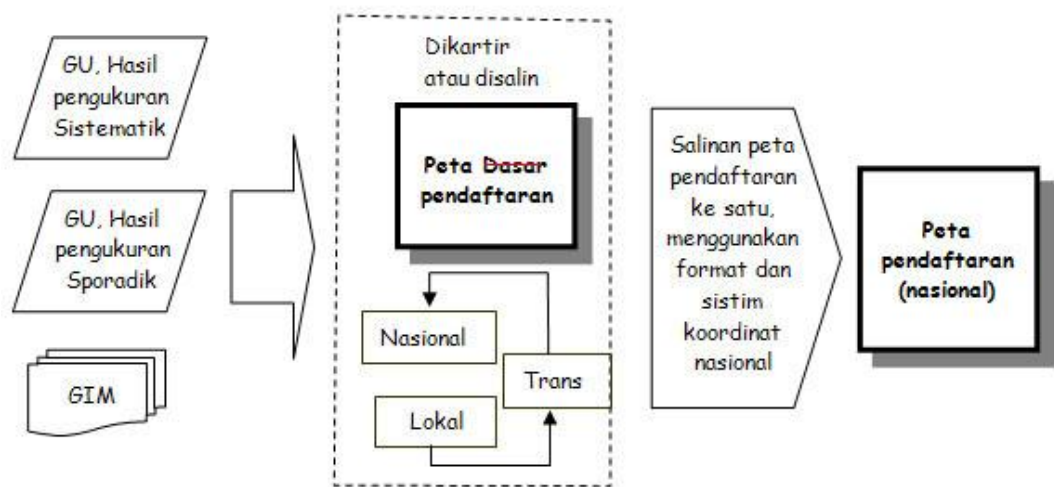 GU, Hasil
pengukuran
Sistematik
GU, Hasil
pengukuran
Sporadik
GIM
Dikartir
atau disalin
Peta Dasar
pendaftaran
Nasional
Trans
Lokal
Salinan peta
pendaftaran
ke satu,
menggunakan
format dan
sistim
koordinat
nasional
Peta
pendaftaran
(nasional)